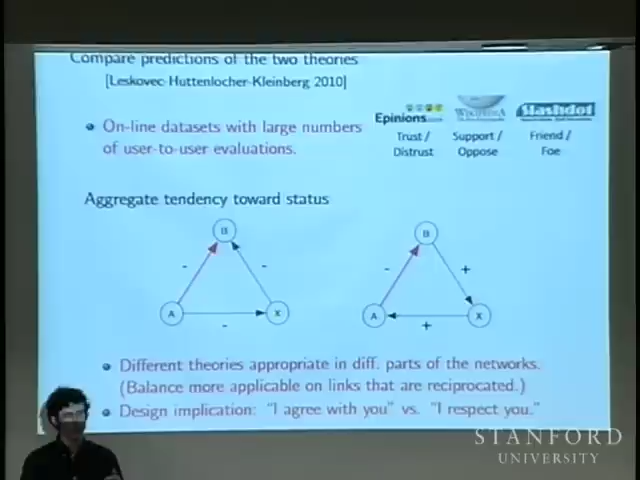 Compare predictions of the two theories
[Leskovec-Huttenlocher-Kleinberg 2010]
On-line datasets with large numbers
of user-to-user evaluations.
Epinions.com
WIKIPEDIA
Slashdot
Trust /
Distrust
Support /
Oppose
Friend /
Foe
Aggregate tendency toward status
B
-
-
A
X
-
B
-
+
A
X
+
Different theories appropriate in diff. parts of the networks.
(Balance more applicable on links that are reciprocated.)
Design implication: "I agree with you" vs. "I respect you."
STANFORD
UNIVERSITY